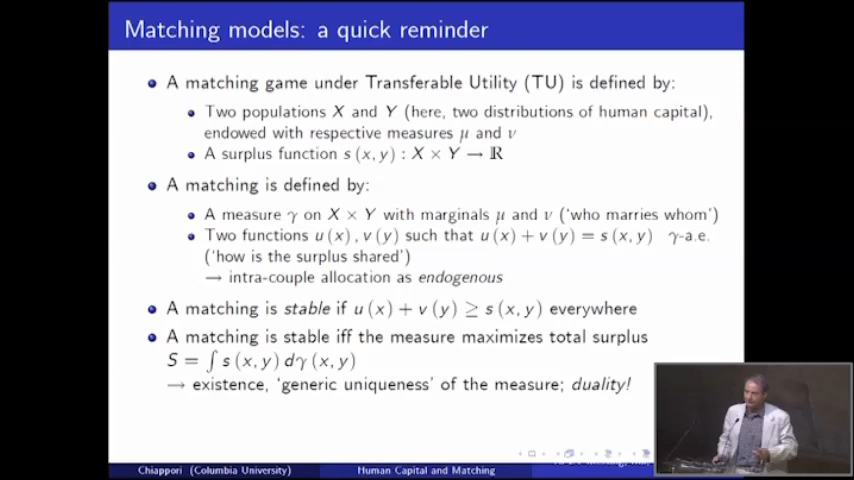 Matching models: a quick reminder
A matching game under Transferable Utility (TU) is defined by:
Two populations X and Y (here, two distributions of human capital),
endowed with respective measures μ and ν
A surplus function s (x, y) : X × Y → ℝ
A matching is defined by:
A measure γ on X × Y with marginals μ and ν ('who marries whom')
Two functions u (x) , v (y) such that u (x) + v (y) = s (x, y) γ-a.e.
('how is the surplus shared')
→ intra-couple allocation as endogenous
A matching is stable if u (x) + v (y) ≥ s (x, y) everywhere
A matching is stable iff the measure maximizes total surplus
S = ∫ s (x, y) dγ (x, y)
→ existence, 'generic uniqueness' of the measure; duality!
Chiappori (Columbia University)
Human Capital and Matching